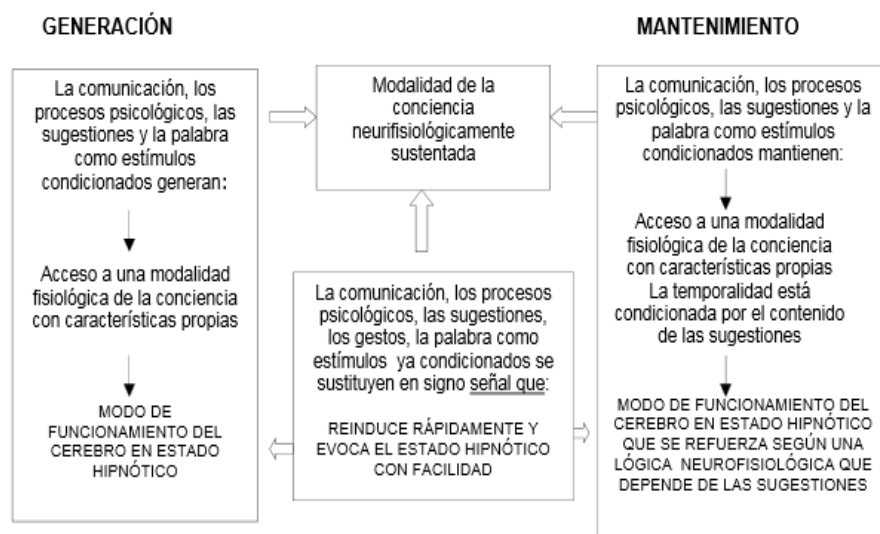 GENERACIÓN
La comunicación, los
procesos psicológicos, las
sugestiones y la palabra
como estímulos
condicionados generan:
Acceso a una modalidad
fisiológica de la conciencia
con características propias
MODO DE
FUNCIONAMIENTO DEL
CEREBRO EN ESTADO
HIPNÓTICO
Modalidad de la
conciencia
neurifisiológicamente
sustentada
La comunicación, los procesos
psicológicos, las sugestiones,
los gestos, la palabra como
estímulos ya condicionados se
sustituyen en signo señal que:
REINDUCE RÁPIDAMENTE Y
EVOCA EL ESTADO HIPNÓTICO
CON FACILIDAD
MANTENIMIENTO
La comunicación, los procesos
psicológicos, las sugestiones y la
palabra como estímulos
condicionados mantienen:
Acceso a una modalidad
fisiológica de la conciencia
con características propias
La temporalidad está
condicionada por el contenido
de las sugestiones
MODO DE FUNCIONAMIENTO DEL
CEREBRO EN ESTADO HIPNÓTICO
QUE SE REFUERZA SEGÚN UNA
LÓGICA NEUROFISIOLÓGICA QUE
DEPENDE DE LAS SUGESTIONES